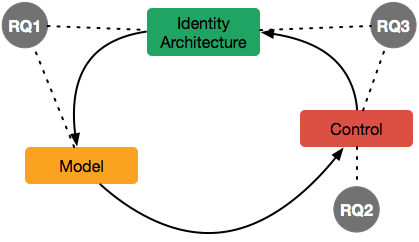 RQ1
Identity
Architecture
RQ3
Control
Model
RQ2